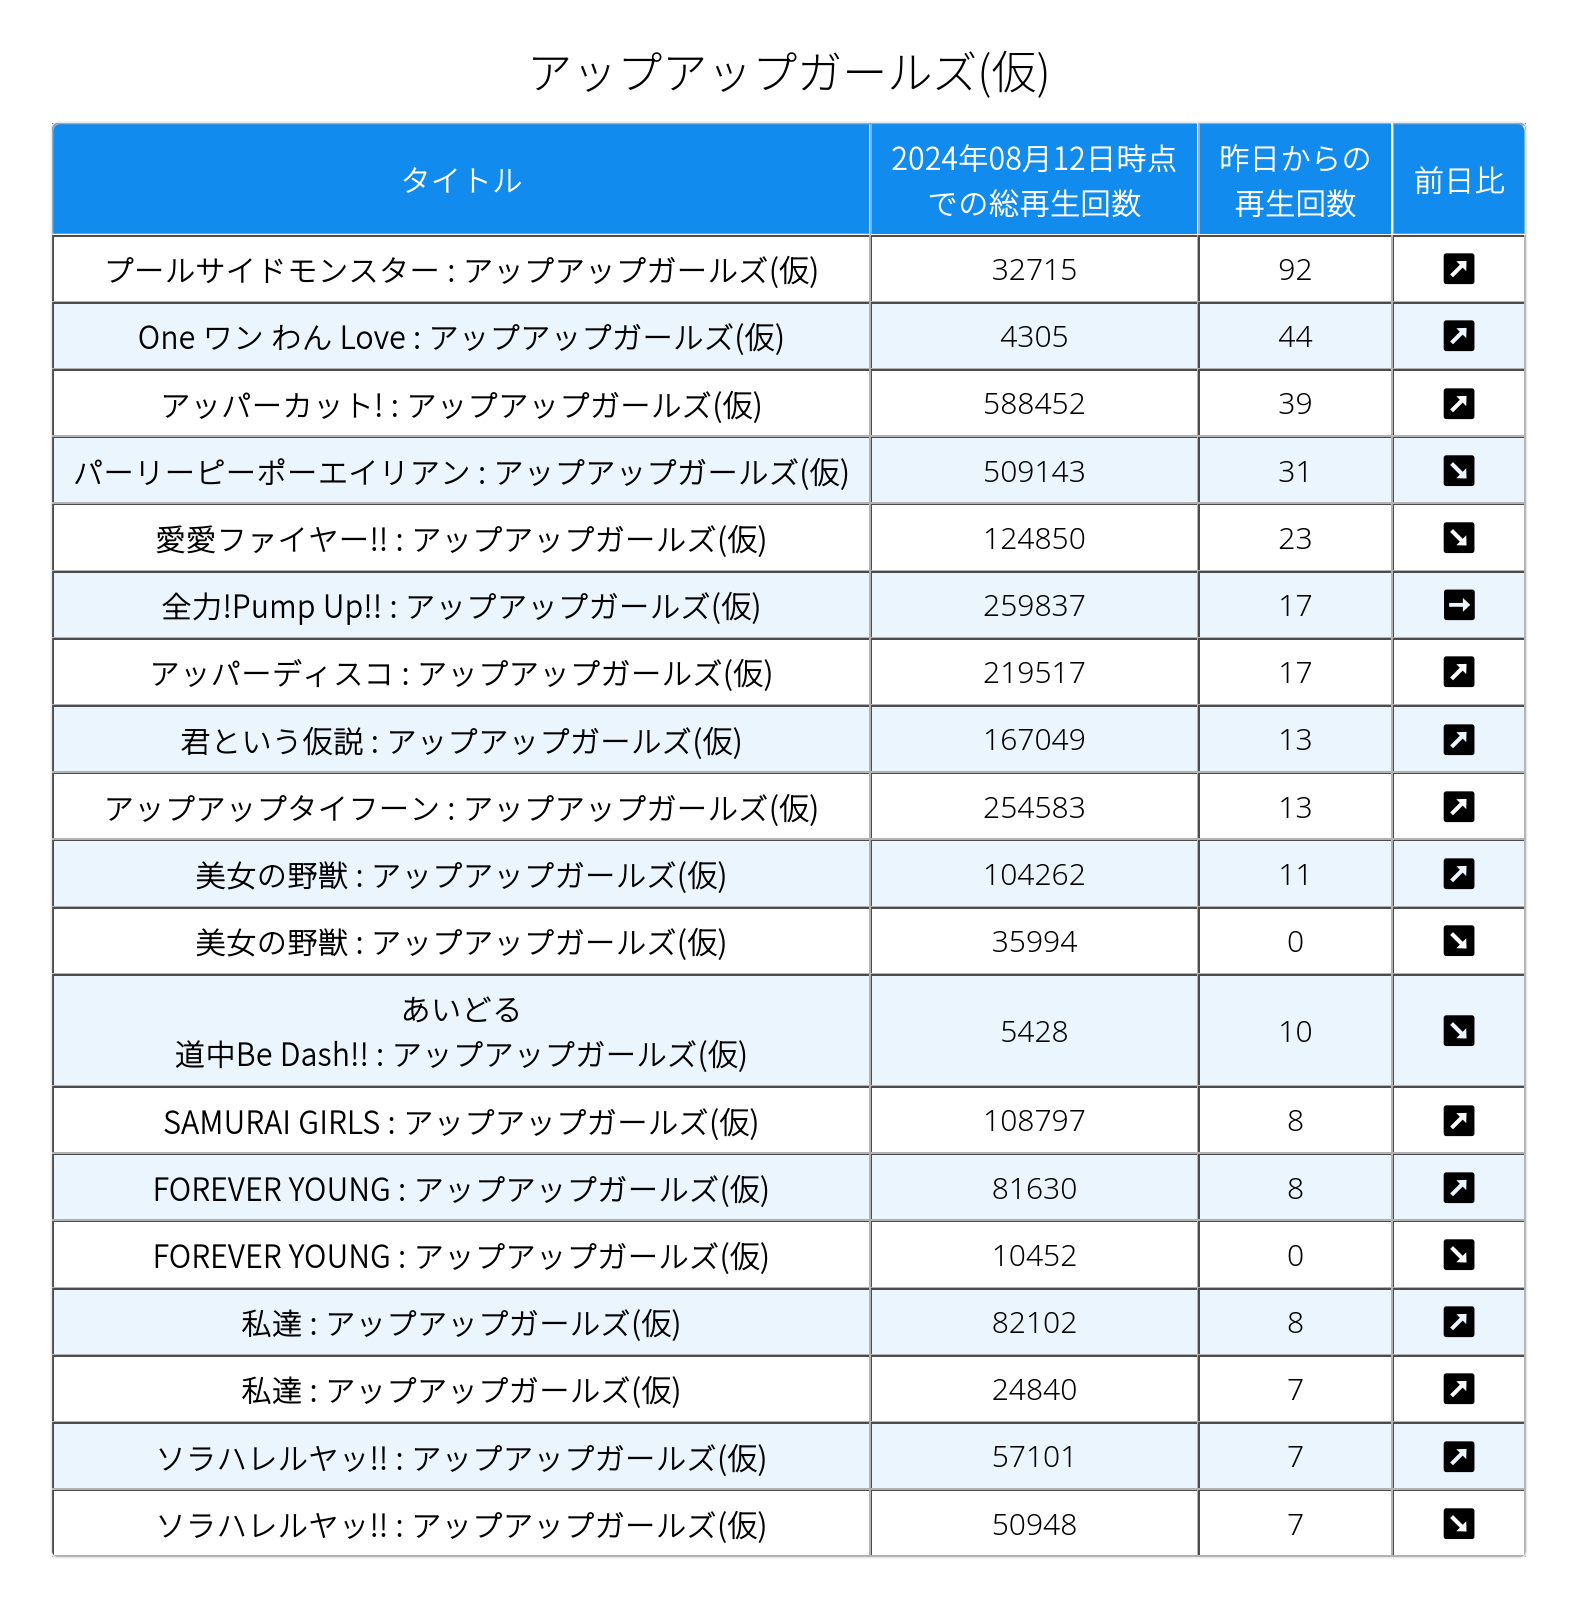 アップアップガールズ(仮)
タイトル
2024年08月12日時点
での総再生回数
昨日からの
再生回数
前日比
プールサイドモンスター : アップアップガールズ(仮) 32715 92
One ワン わん Love : アップアップガールズ(仮) 4305 44
アッパーカット! : アップアップガールズ(仮) 588452 39
パーリーピーポーエイリアン : アップアップガールズ(仮) 509143 31
愛愛ファイヤー!! : アップアップガールズ(仮) 124850 23
全力!Pump Up!! : アップアップガールズ(仮) 259837 17
アッパーディスコ : アップアップガールズ(仮) 219517 17
君という仮説 : アップアップガールズ(仮) 167049 13
アップアップタイフーン : アップアップガールズ(仮) 254583 13
美女の野獣 : アップアップガールズ(仮) 104262 11
美女の野獣 : アップアップガールズ(仮) 35994 0
あいどる
道中Be Dash!! : アップアップガールズ(仮) 5428 10
SAMURAI GIRLS : アップアップガールズ(仮) 108797 8
FOREVER YOUNG : アップアップガールズ(仮) 81630 8
FOREVER YOUNG : アップアップガールズ(仮) 10452 0
私達 : アップアップガールズ(仮) 82102 8
私達 : アップアップガールズ(仮) 24840 7
ソラハレルヤッ!! : アップアップガールズ(仮) 57101 7
ソラハレルヤッ!! : アップアップガールズ(仮) 50948 7